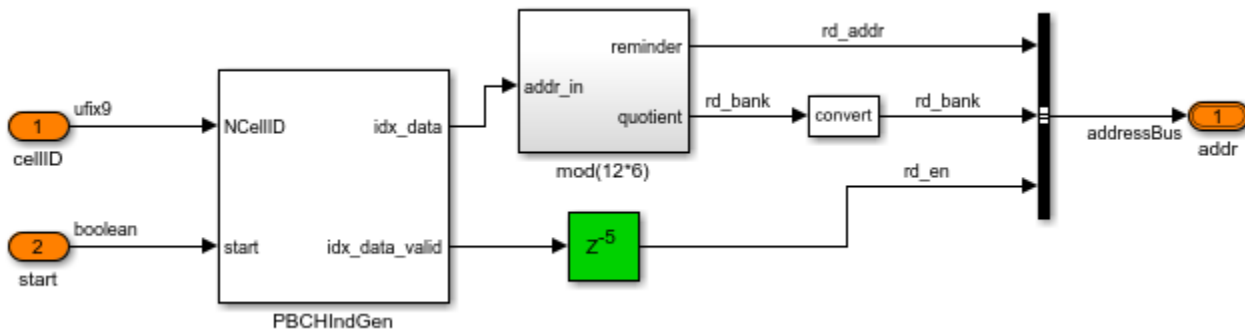 1
ufix9
cellID
2
boolean
start
NCellID
idx_data
start
idx_data_valid
PBCHIndGen
addr_in
reminder
quotient
mod(12*6)
rd_addr
rd_bank
convert
rd_bank
Z-5
rd_en
addressBus
1
addr